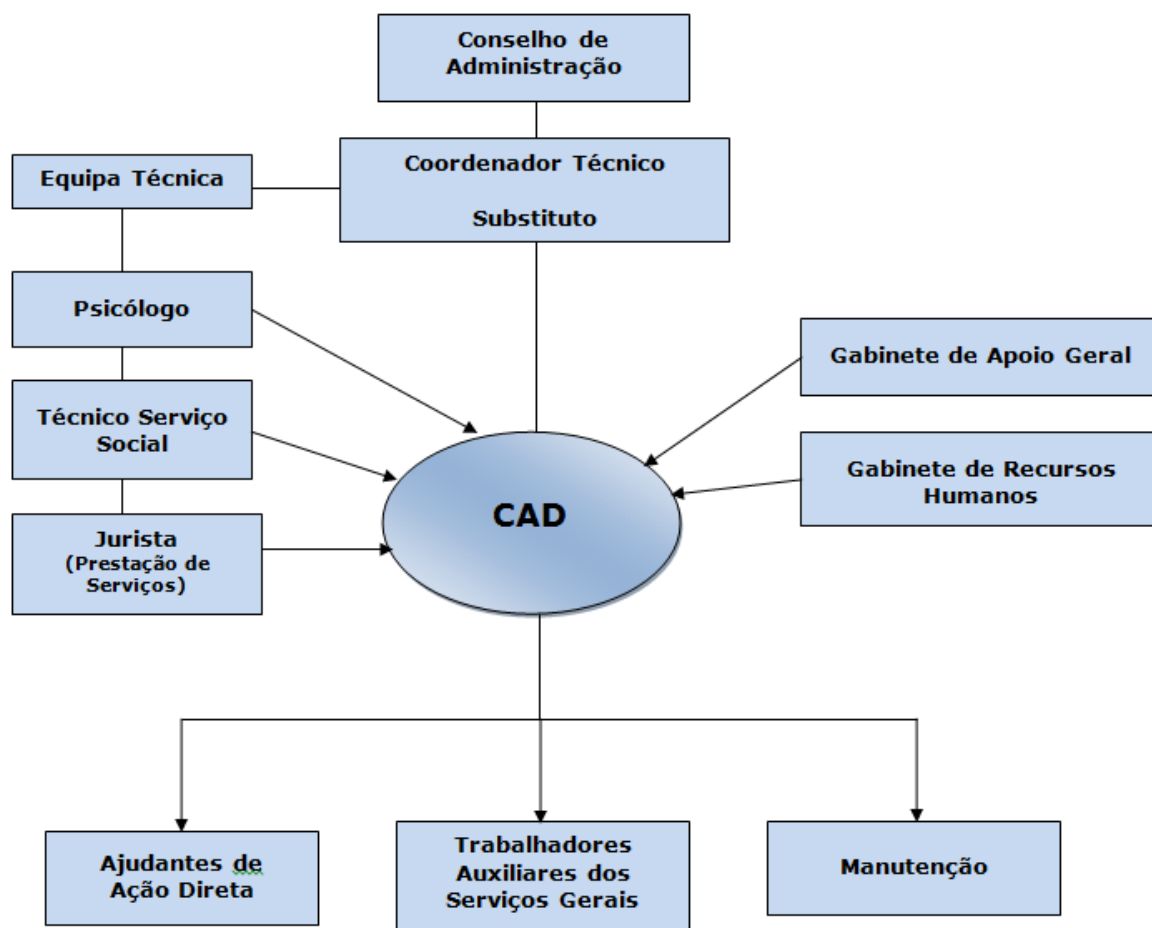 Conselho de
Administração
Coordenador Técnico
Substituto
Equipa Técnica
Psicólogo
Técnico Serviço
Social
Jurista
(Prestação de
Serviços)
Gabinete de Apoio Geral
Gabinete de Recursos
Humanos
CAD
Ajudantes de
Ação Direta
Trabalhadores
Auxiliares dos
Serviços Gerais
Manutenção